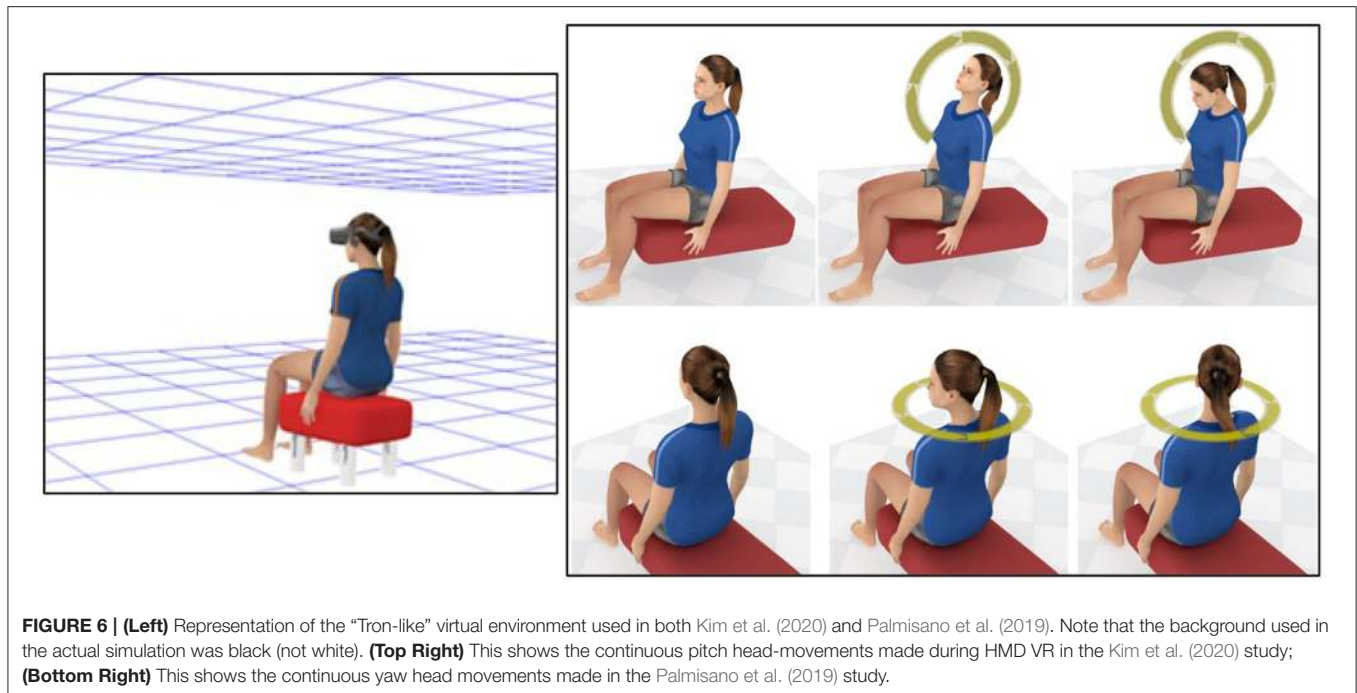 FIGURE 6 | (Left) Representation of the “Tron-like” virtual environment used in both Kim et al. (2020) and Palmisano et al. (2019). Note that the background used in
the actual simulation was black (not white). (Top Right) This shows the continuous pitch head-movements made during HMD VR in the Kim et al. (2020) study;
(Bottom Right) This shows the continuous yaw head movements made in the Palmisano et al. (2019) study.